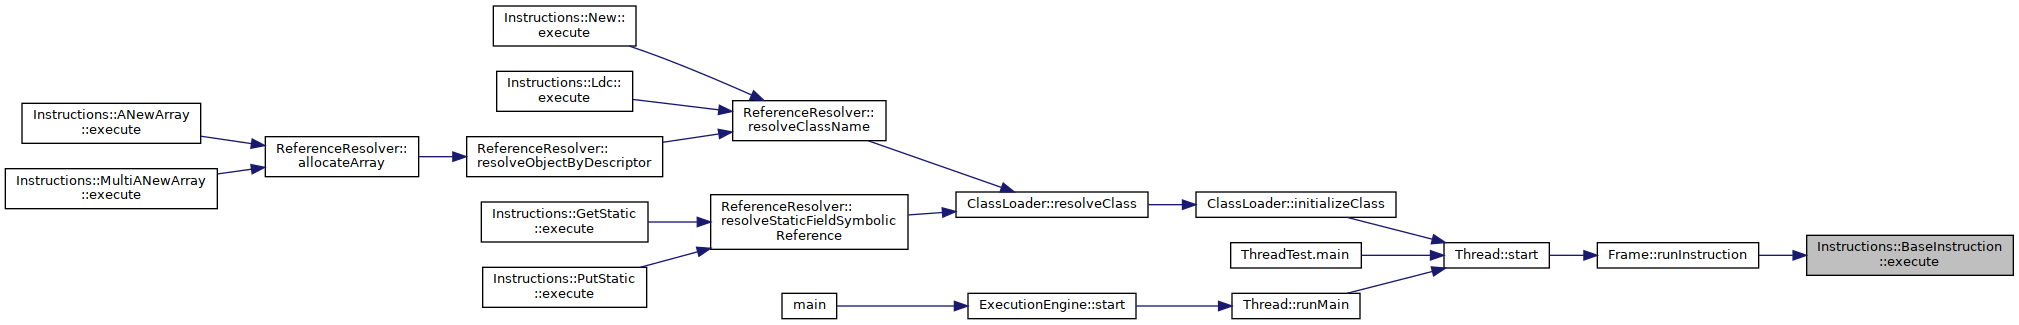 Instructions::New::
execute
Instructions::Ldc::
execute
Instructions::ANewArray
::execute
Instructions::MultiANewArray
::execute
ReferenceResolver::
allocateArray
ReferenceResolver::
resolveObjectByDescriptor
ReferenceResolver::
resolveClassName
Instructions::GetStatic
::execute
Instructions::PutStatic
::execute
ReferenceResolver::
resolveStaticFieldSymbolic
Reference
ClassLoader::resolveClass
ClassLoader::initializeClass
ThreadTest.main
main
ExecutionEngine::start
Thread::runMain
Thread::start
Frame::runInstruction
Instructions::BaseInstruction
::execute